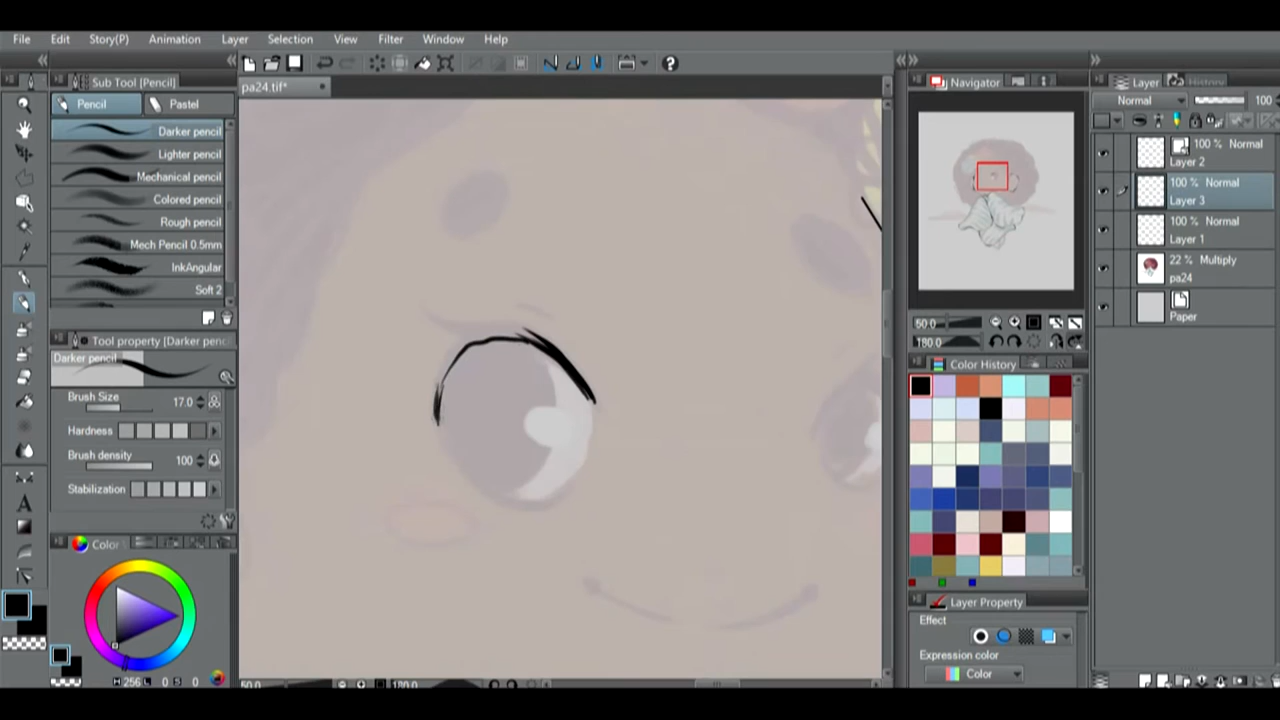 File Edit Story(P) Animation Layer Selection View Filter Window Help
Sub Tool [Pencil]
pa24.tif*
Navigator
Layer
History
Pencil
Pastel
Normal
100
Darker pencil
Lighter pencil
Mechanical pencil
Colored pencil
Rough pencil
Mech Pencil 0.5mm
InkAngular
Soft 2
100 % Normal
Layer 2
100 % Normal
Layer 3
100 % Normal
Layer 1
22 % Multiply
pa24
Paper
50.0
180.0
Tool property [Darker penc
Darker pencil
Brush Size
17.0
Hardness
Brush density
100
Stabilization
Color History
Color
H 256 L 0 S 0
Layer Property
Effect
Expression color
Color
50.0
180.0